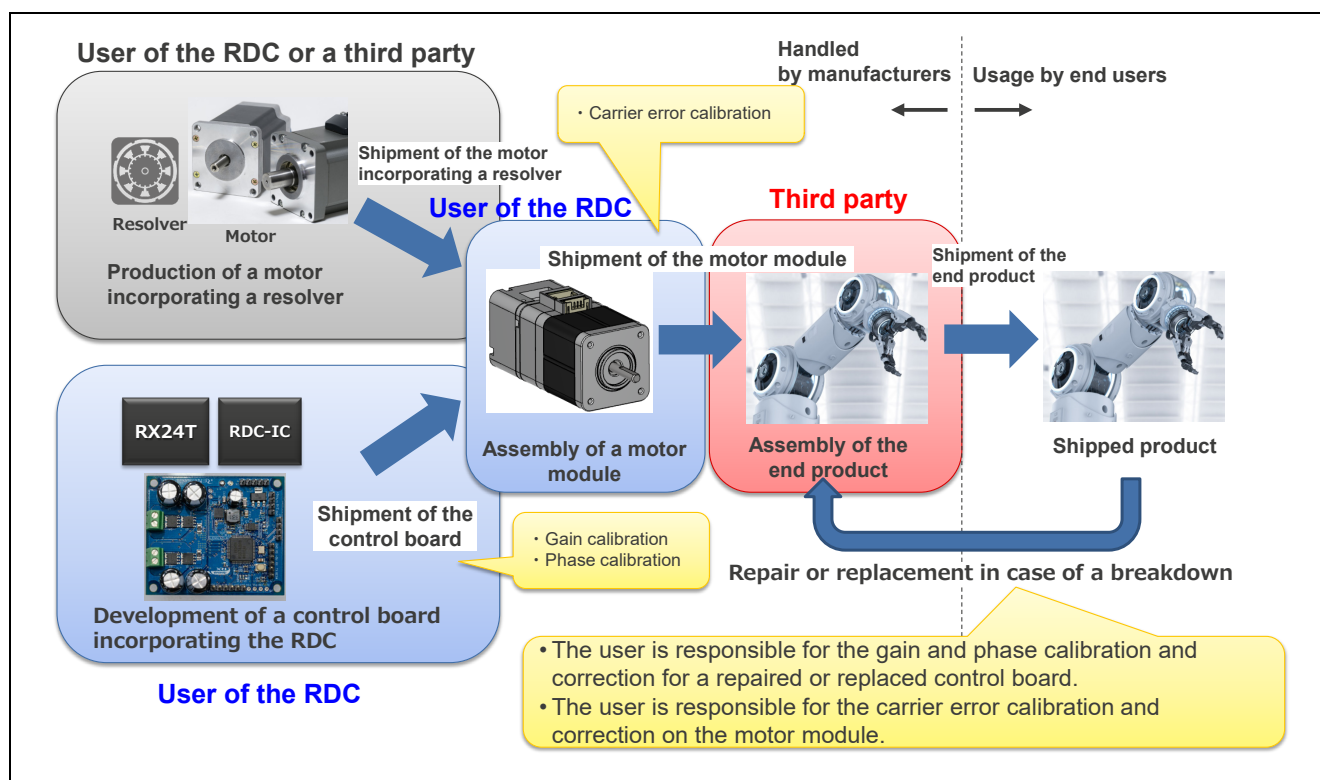 User of the RDC or a third party
Resolver
Motor
Production of a motor
incorporating a resolver
Shipment of the motor
incorporating a resolver
・Carrier error calibration
Handled
by manufacturers
Usage by end users
User of the RDC
Shipment of the motor module
Assembly of a motor
module
Third party
Assembly of the
end product
Shipment of the
end product
Shipped product
RX24T
RDC-IC
Shipment of the
control board
Development of a control board
incorporating the RDC
User of the RDC
・Gain calibration
・Phase calibration
Repair or replacement in case of a breakdown
• The user is responsible for the gain and phase calibration and
correction for a repaired or replaced control board.
• The user is responsible for the carrier error calibration and
correction on the motor module.